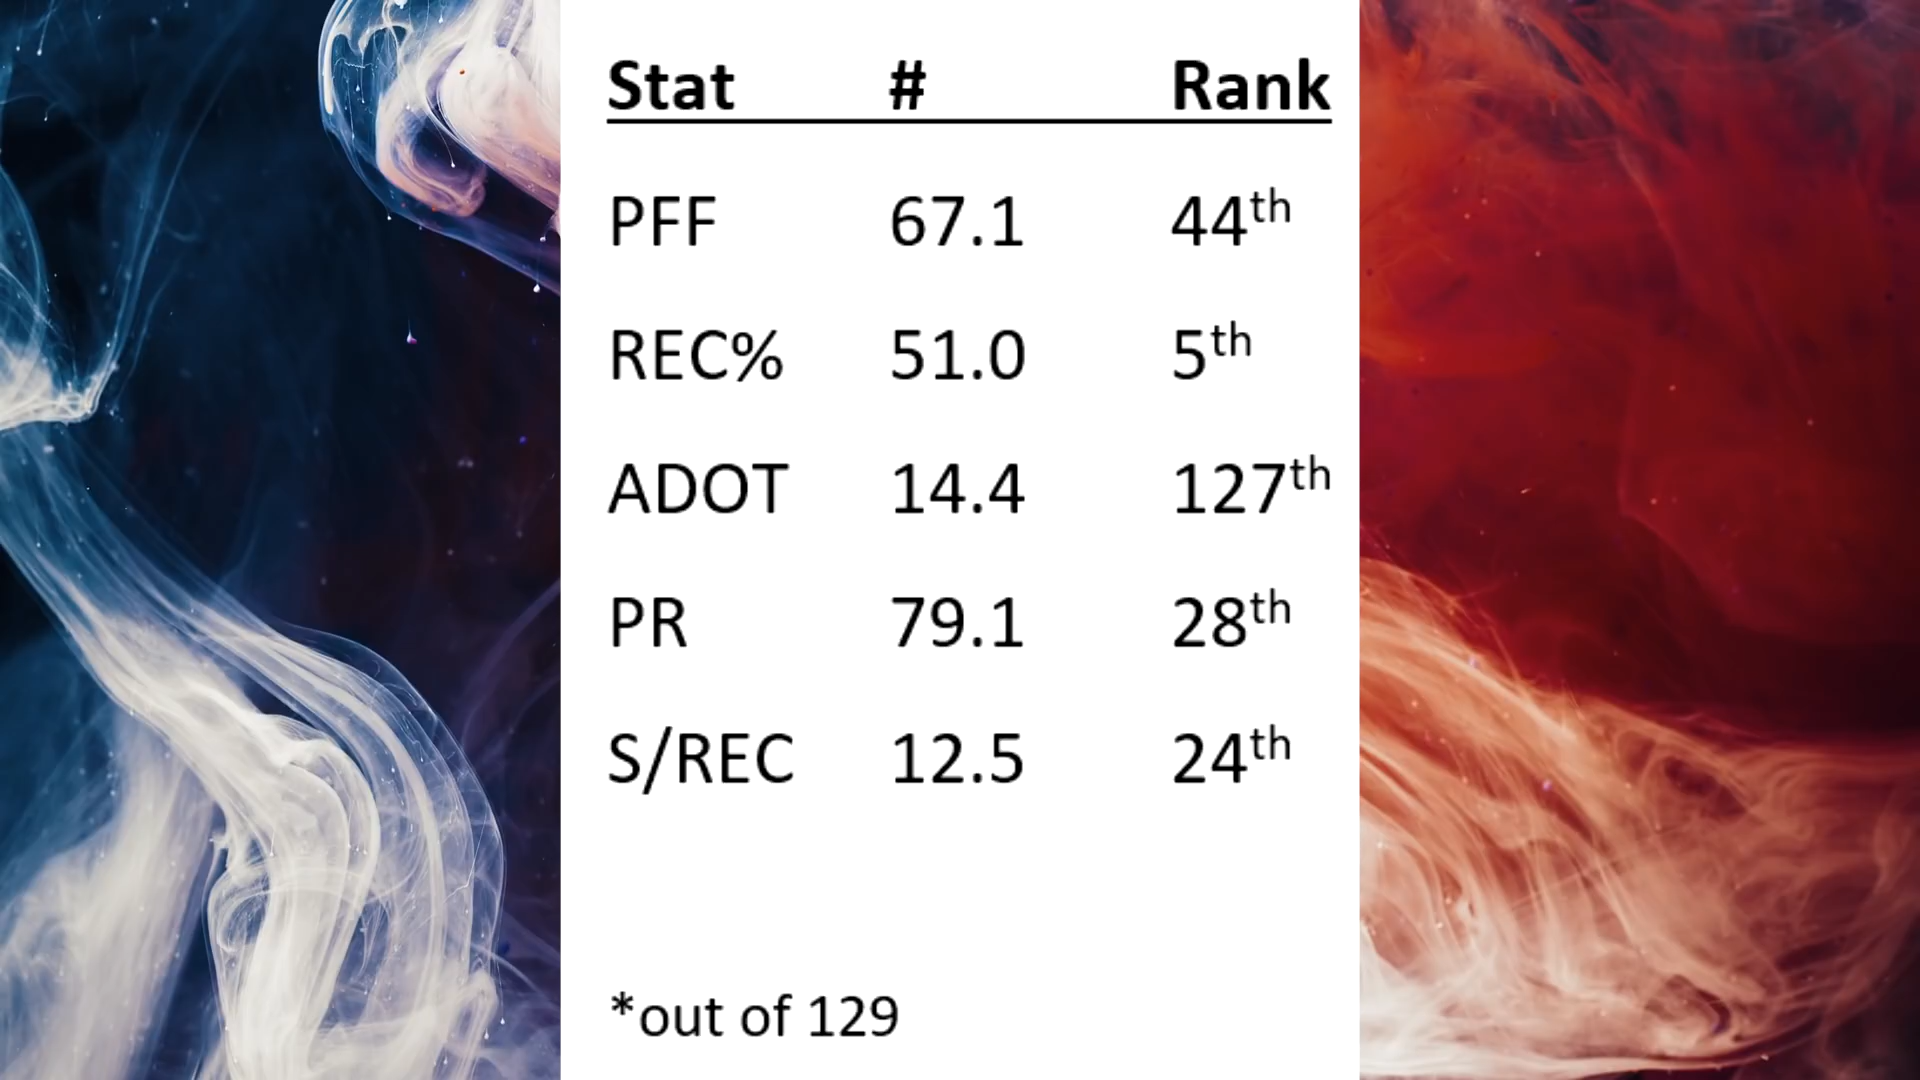 Stat # Rank
PFF 67.1 44th
REC% 51.0 5th
ADOT 14.4 127th
PR 79.1 28th
S/REC 12.5 24th
*out of 129